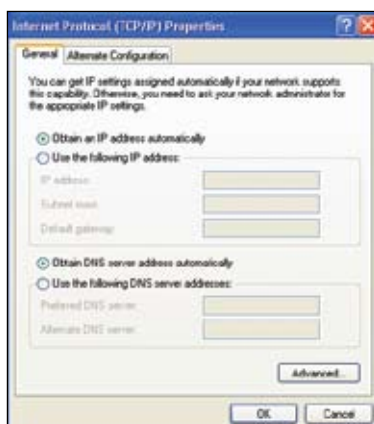 Internet Protocol (TCP/IP) Properties
General
Alternate Configuration
You can get IP settings assigned automatically if your network supports
this capability. Otherwise, you need to ask your network administrator for
the appropriate IP settings.
Obtain an IP address automatically
Use the following IP address:
IP address:
Subnet mask:
Default gateway:
Obtain DNS server address automatically
Use the following DNS server addresses:
Preferred DNS server:
Alternate DNS server:
Advanced...
OK
Cancel